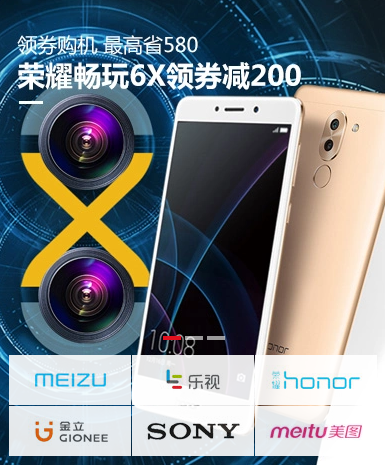 领券购机 最高省580
荣耀畅玩6X领券减200
10:08
honor
MEIZU
乐视
荣耀 honor
金立
GIONEE
SONY
meitu美图